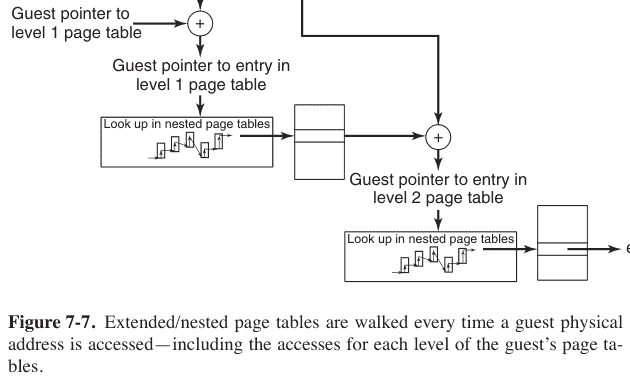 Guest pointer to
level 1 page table
+
Guest pointer to entry in
level 1 page table
Look up in nested page tables
+
Guest pointer to entry in
level 2 page table
Look up in nested page tables
e
Figure 7-7. Extended/nested page tables are walked every time a guest physical
address is accessed—including the accesses for each level of the guest’s page ta-
bles.